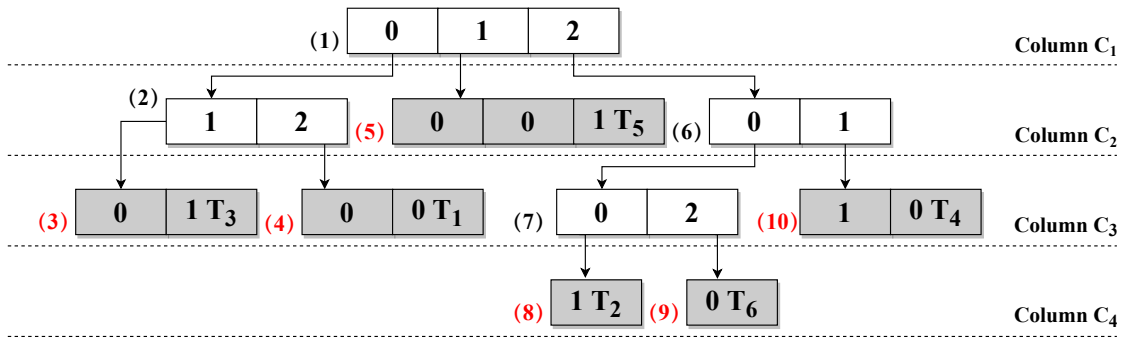 (1) 0 1 2
Column C₁
(2) 1 2 (5) 0 0 1 T₅ (6) 0 1
Column C₂
(3) 0 1 T₃ (4) 0 0 T₁ (7) 0 2 (10) 1 0 T₄
Column C₃
(8) 1 T₂ (9) 0 T₆
Column C₄